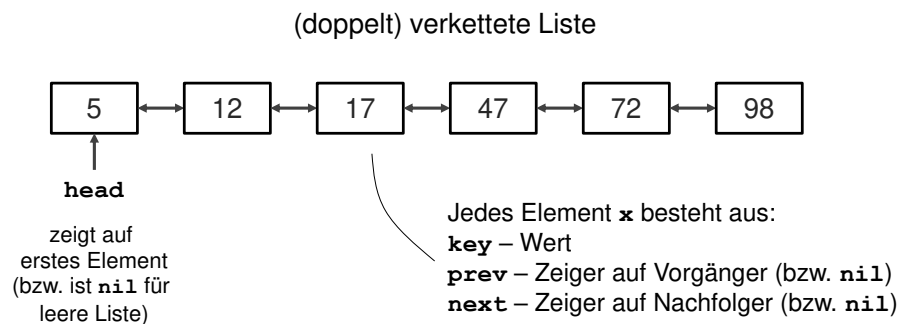 (doppelt) verkettete Liste
5 12 17 47 72 98
head
zeigt auf
erstes Element
(bzw. ist nil für
leere Liste)
Jedes Element x besteht aus:
key – Wert
prev – Zeiger auf Vorgänger (bzw. nil)
next – Zeiger auf Nachfolger (bzw. nil)